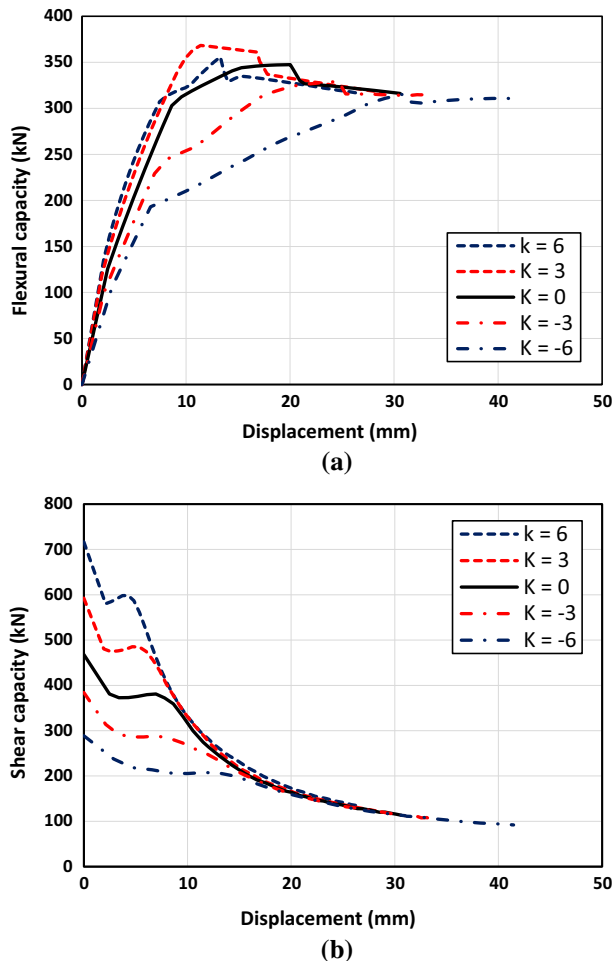 400
350
300
250
200
150
100
50
0
Flexural capacity (kN)
k = 6
K = 3
K = 0
K = -3
K = -6
0 10 20 30 40 50
Displacement (mm)
(a)
800
700
600
500
400
300
200
100
0
Shear capacity (kN)
k = 6
K = 3
K = 0
K = -3
K = -6
0 10 20 30 40 50
Displacement (mm)
(b)